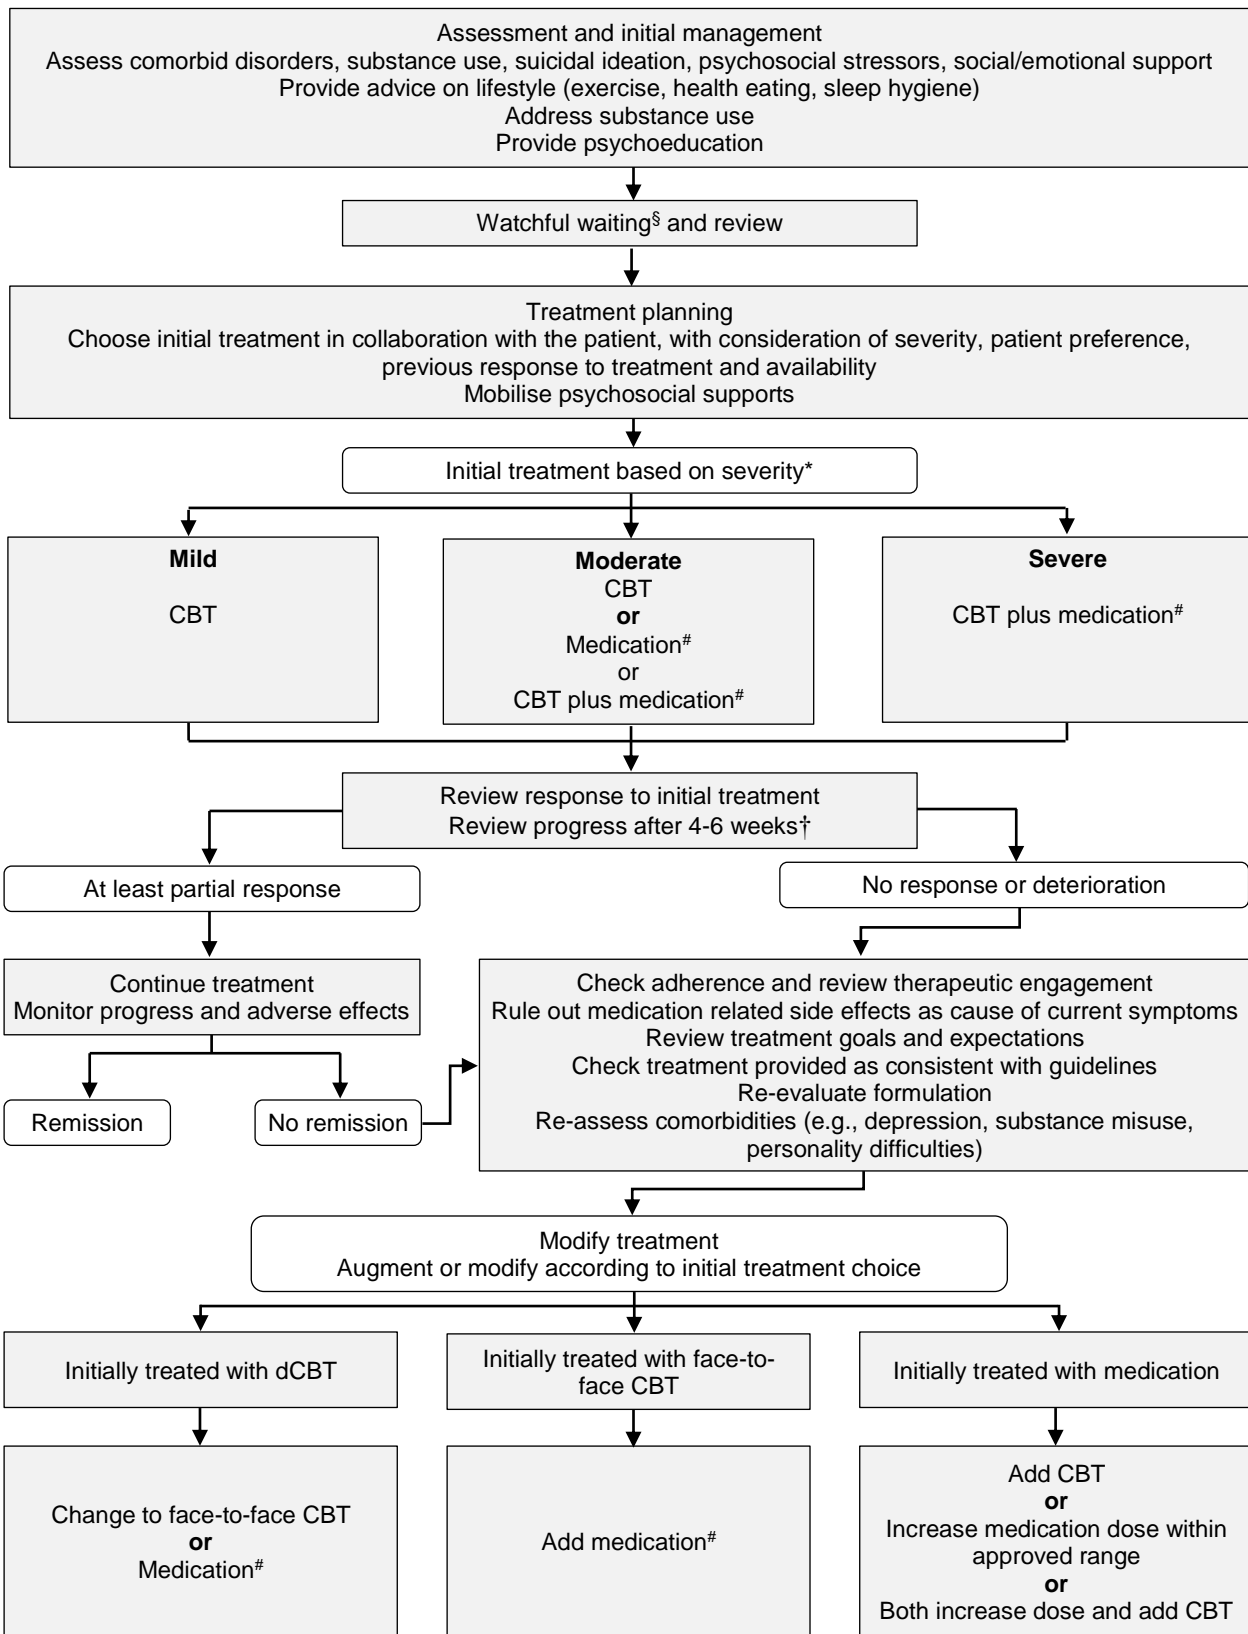 Assessment and initial management
Assess comorbid disorders, substance use, suicidal ideation, psychosocial stressors, social/emotional support
Provide advice on lifestyle (exercise, health eating, sleep hygiene)
Address substance use
Provide psychoeducation
Watchful waiting§ and review
Treatment planning
Choose initial treatment in collaboration with the patient, with consideration of severity, patient preference,
previous response to treatment and availability
Mobilise psychosocial supports
Initial treatment based on severity*
Mild
CBT
Moderate
CBT
or
Medication#
or
CBT plus medication#
Severe
CBT plus medication#
Review response to initial treatment
Review progress after 4-6 weeks†
At least partial response
No response or deterioration
Continue treatment
Monitor progress and adverse effects
Remission
No remission
Check adherence and review therapeutic engagement
Rule out medication related side effects as cause of current symptoms
Review treatment goals and expectations
Check treatment provided as consistent with guidelines
Re-evaluate formulation
Re-assess comorbidities (e.g., depression, substance misuse,
personality difficulties)
Modify treatment
Augment or modify according to initial treatment choice
Initially treated with dCBT
Initially treated with face-to-
face CBT
Initially treated with medication
Change to face-to-face CBT
or
Medication#
Add medication#
Add CBT
or
Increase medication dose within
approved range
or
Both increase dose and add CBT